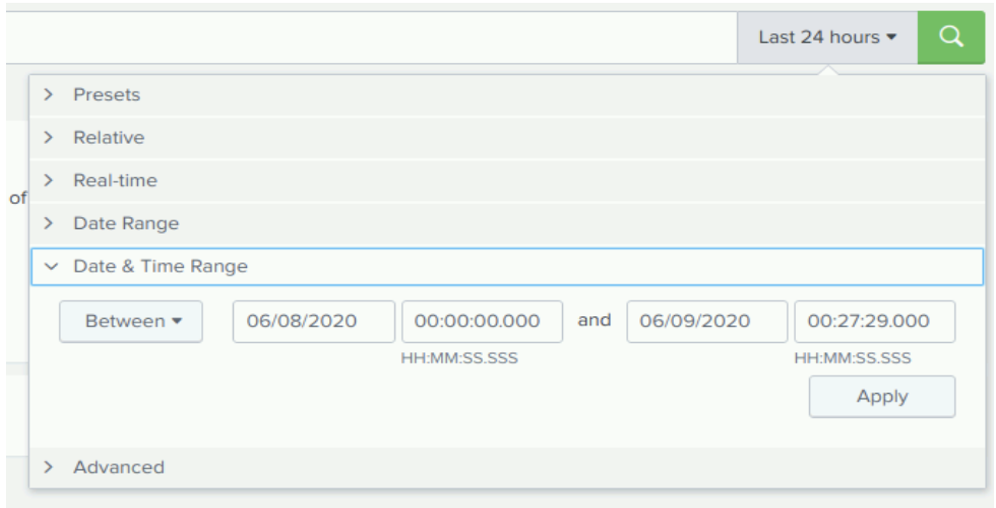 Last 24 hours
Presets
Relative
Real-time
of
Date Range
Date & Time Range
Between 06/08/2020 00:00:00.000 and 06/09/2020 00:27:29.000
HH:MM:SS.SSS HH:MM:SS.SSS
Apply
Advanced